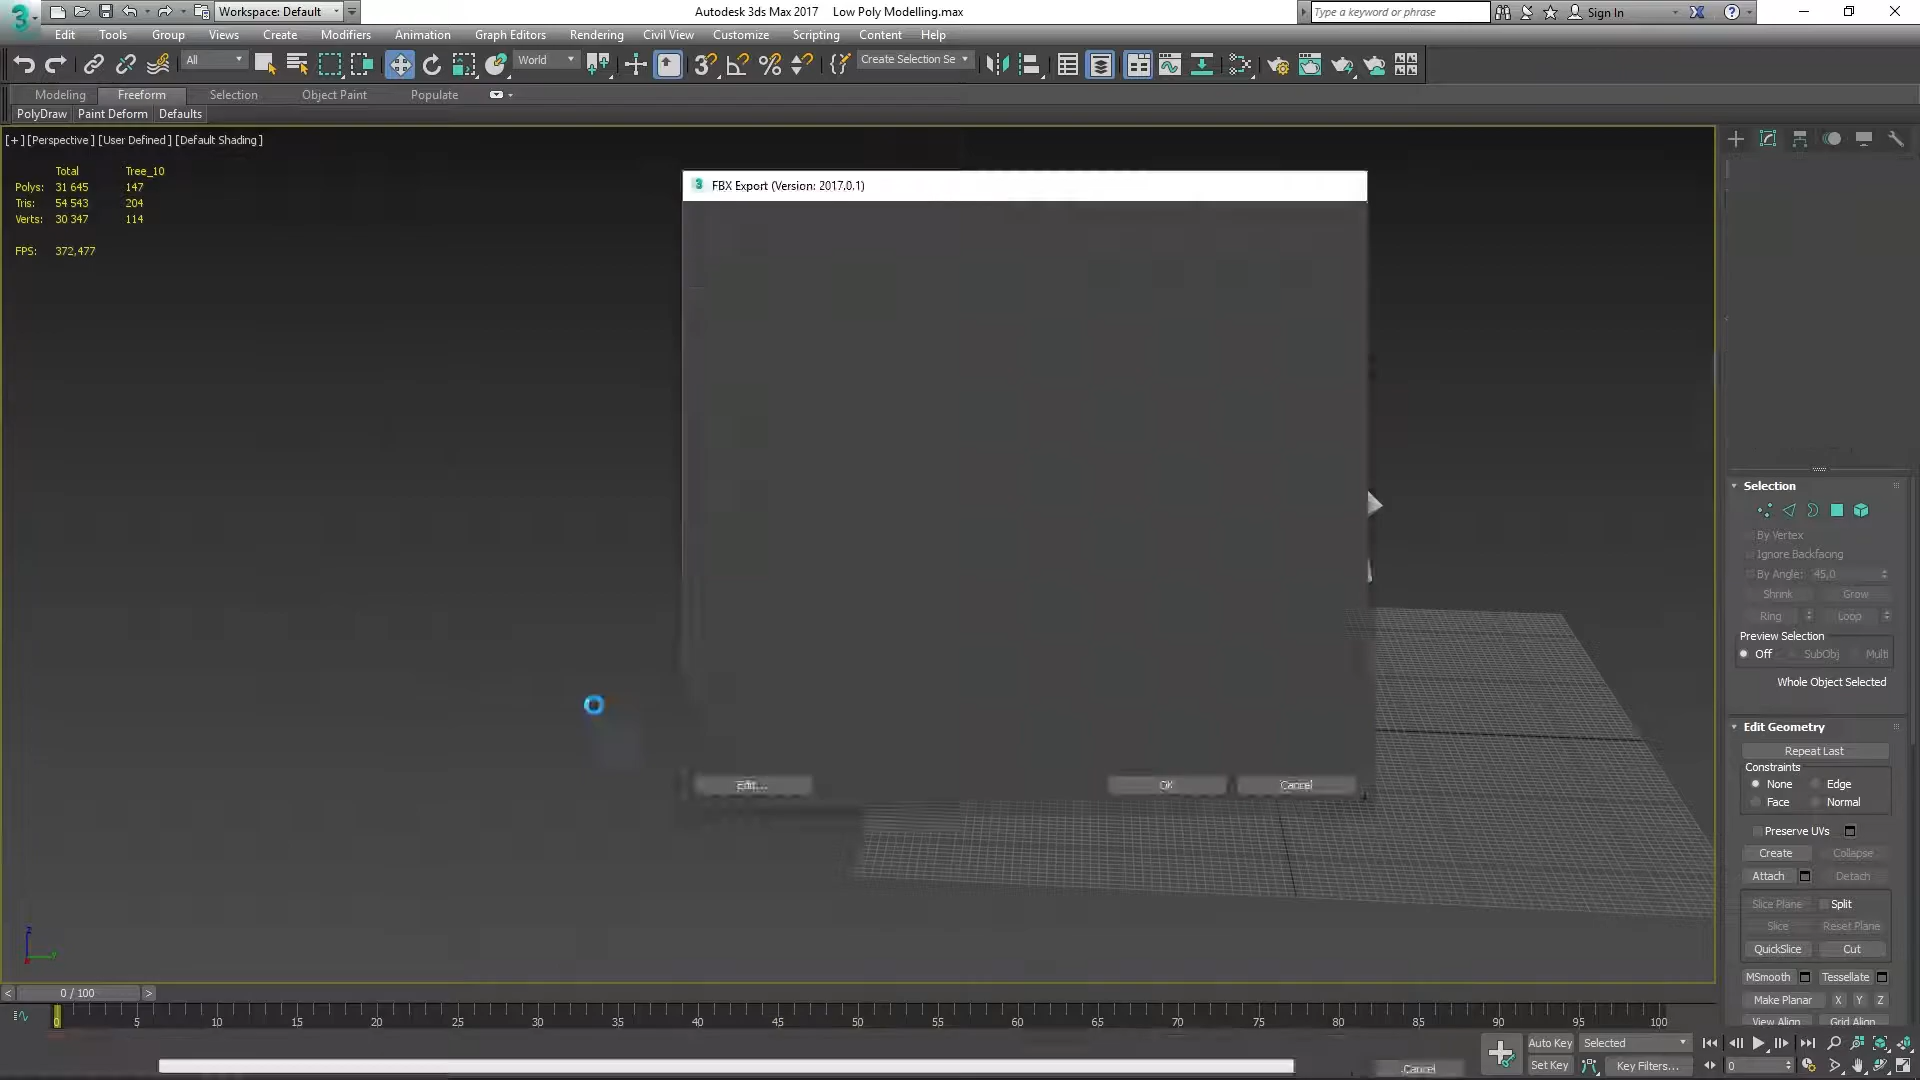 Workspace: Default
Autodesk 3ds Max 2017 Low Poly Modelling.max
Type a keyword or phrase
Sign In
Edit Tools Group Views Create Modifiers Animation Graph Editors Rendering Civil View Customize Scripting Content Help
All World Create Selection Se
Modeling Freeform Selection Object Paint Populate
PolyDraw Paint Deform Defaults
[+] [Perspective] [User Defined] [Default Shading]
Total Tree_10
Polys: 31 645 147
Tris: 54 543 204
Verts: 30 347 114
FPS: 372,477
FBX Export (Version: 2017.0.1)
Edit... OK Cancel
Selection
By Vertex
Ignore Backfacing
By Angle: 45,0
Shrink Grow
Ring Loop
Preview Selection
Off SubObj Multi
Whole Object Selected
Edit Geometry
Repeat Last
Constraints
None Edge
Face Normal
Preserve UVs
Create Collapse
Attach Detach
Slice Plane Split
Slice Reset Plane
QuickSlice Cut
MSmooth Tessellate
Make Planar X Y Z
View Align Grid Align
z
y
< 0 / 100 >
0 5 10 15 20 25 30 35 40 45 50 55 60 65 70 75 80 85 90 95 100
Cancel
Auto Key Selected
Set Key Key Filters... 0